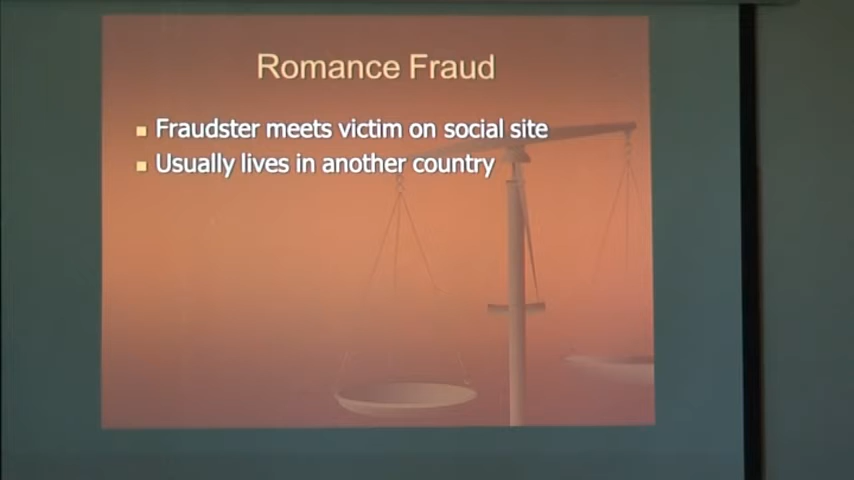 Romance Fraud
Fraudster meets victim on social site
Usually lives in another country